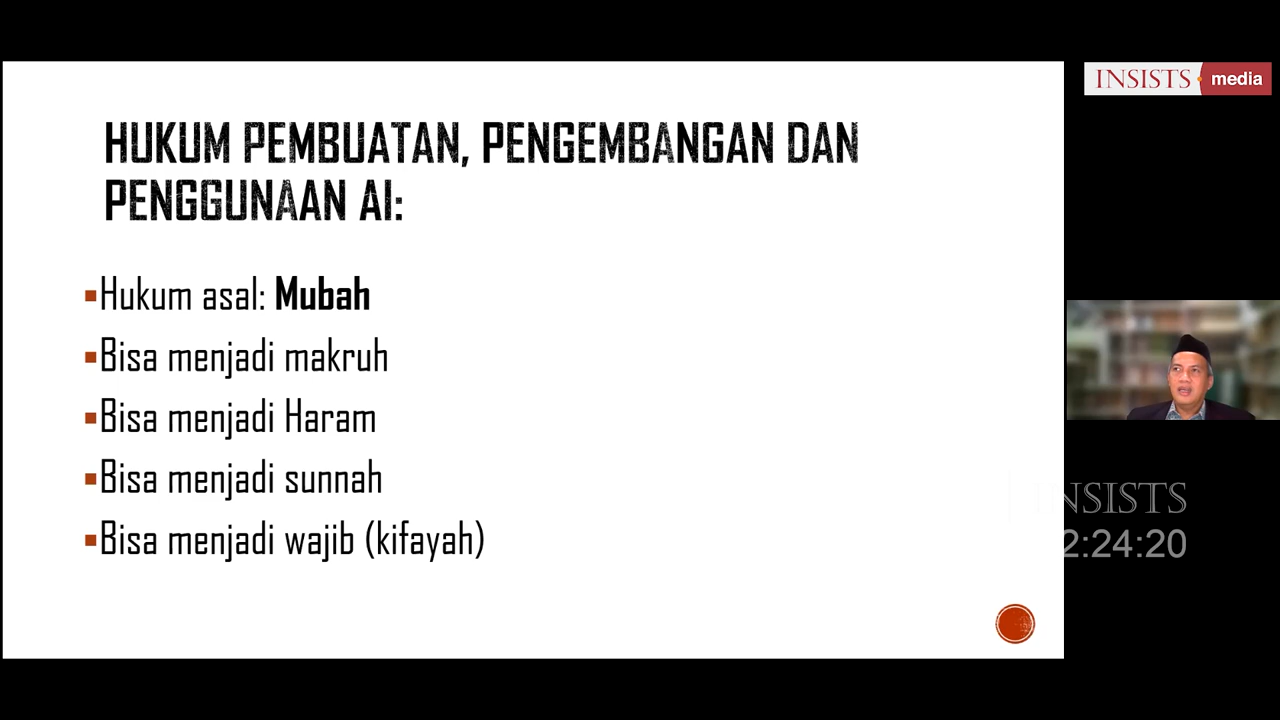 HUKUM PEMBUATAN, PENGEMBANGAN DAN
PENGGUNAAN AI:
▪Hukum asal: Mubah
▪Bisa menjadi makruh
▪Bisa menjadi Haram
▪Bisa menjadi sunnah
▪Bisa menjadi wajib (kifayah)
INSISTS media
INSISTS
2:24:20